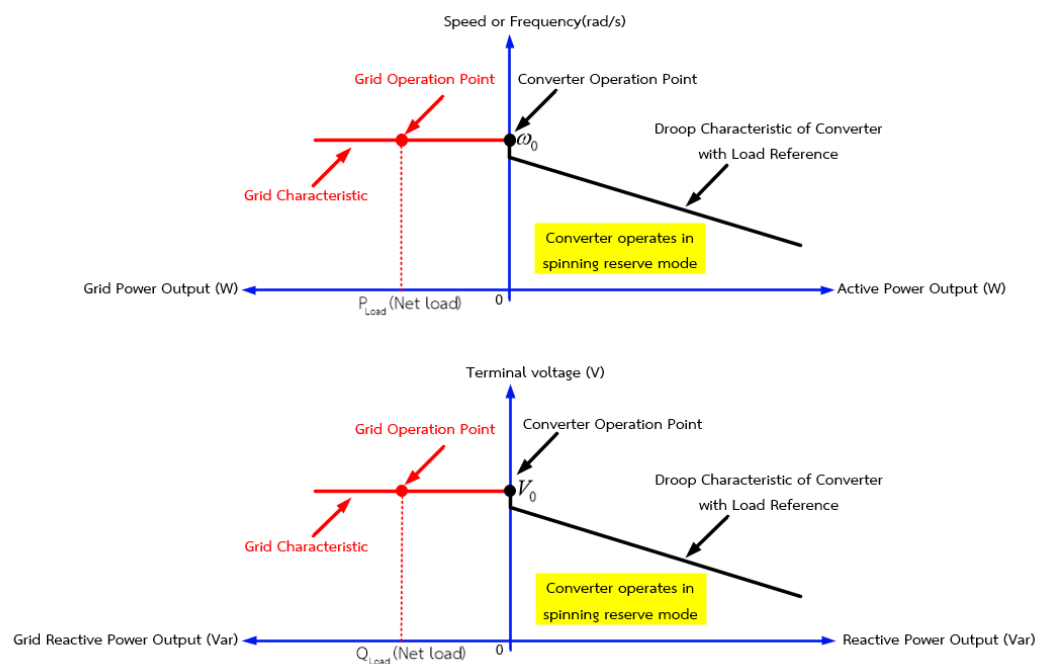 Speed or Frequency(rad/s)
Grid Operation Point
Converter Operation Point
ω0
Droop Characteristic of Converter
with Load Reference
Grid Characteristic
Converter operates in
spinning reserve mode
Grid Power Output (W)
PLoad (Net load)
0
Active Power Output (W)
Terminal voltage (V)
Grid Operation Point
Converter Operation Point
V0
Droop Characteristic of Converter
with Load Reference
Grid Characteristic
Converter operates in
spinning reserve mode
Grid Reactive Power Output (Var)
QLoad (Net load)
0
Reactive Power Output (Var)